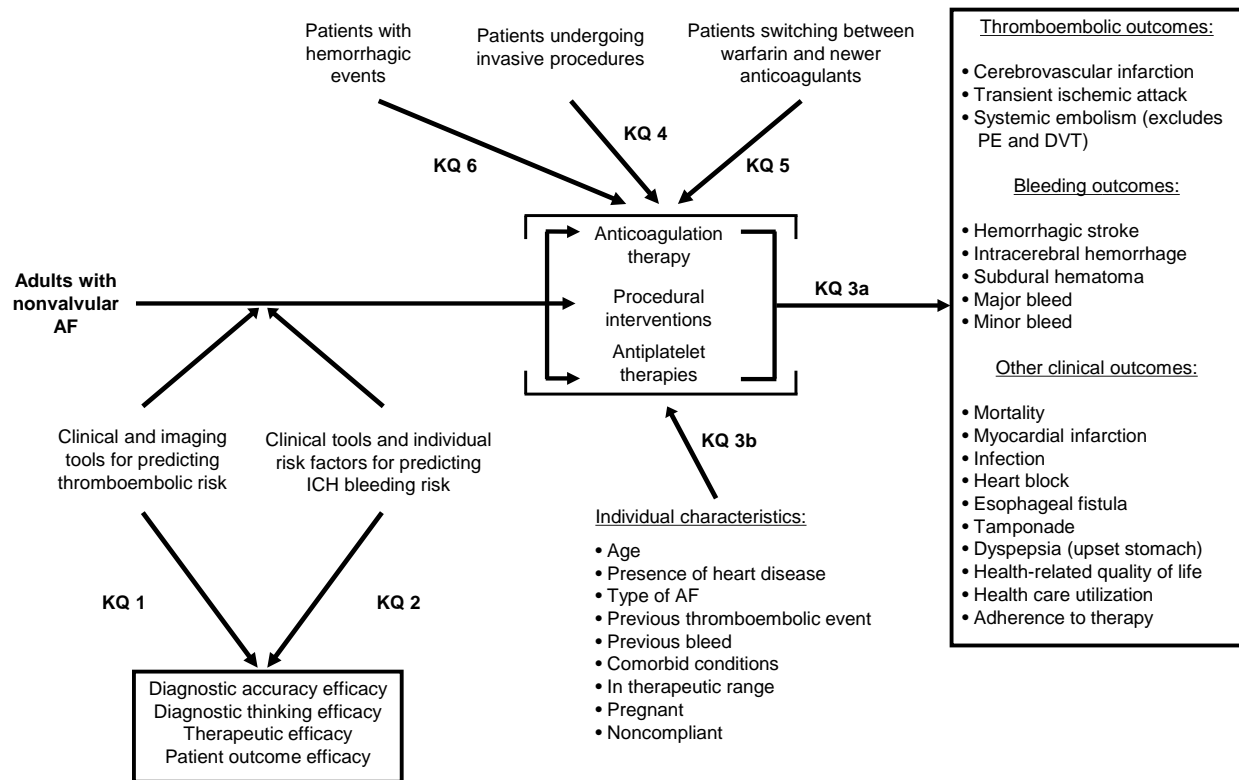 Patients with
hemorrhagic
events
Patients undergoing
invasive procedures
Patients switching between
warfarin and newer
anticoagulants
KQ 6
KQ 4
KQ 5
Adults with
nonvalvular
AF
Anticoagulation
therapy
Procedural
interventions
Antiplatelet
therapies
KQ 3a
KQ 3b
Clinical and imaging
tools for predicting
thromboembolic risk
Clinical tools and individual
risk factors for predicting
ICH bleeding risk
KQ 1
KQ 2
Diagnostic accuracy efficacy
Diagnostic thinking efficacy
Therapeutic efficacy
Patient outcome efficacy
Individual characteristics:
• Age
• Presence of heart disease
• Type of AF
• Previous thromboembolic event
• Previous bleed
• Comorbid conditions
• In therapeutic range
• Pregnant
• Noncompliant
Thromboembolic outcomes:
• Cerebrovascular infarction
• Transient ischemic attack
• Systemic embolism (excludes
PE and DVT)
Bleeding outcomes:
• Hemorrhagic stroke
• Intracerebral hemorrhage
• Subdural hematoma
• Major bleed
• Minor bleed
Other clinical outcomes:
• Mortality
• Myocardial infarction
• Infection
• Heart block
• Esophageal fistula
• Tamponade
• Dyspepsia (upset stomach)
• Health-related quality of life
• Health care utilization
• Adherence to therapy